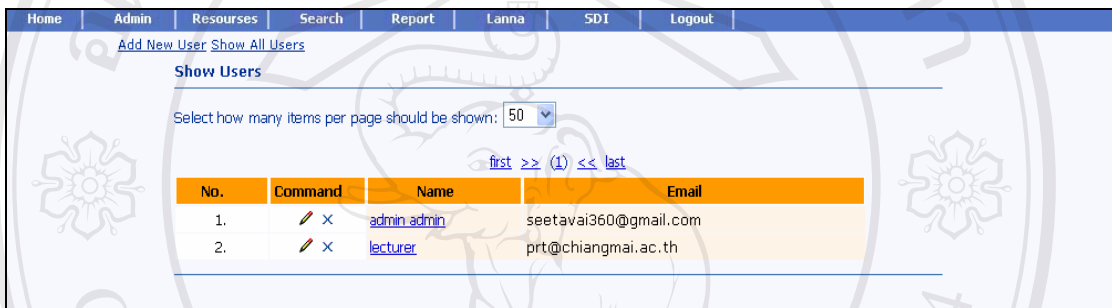 Home Admin Resourses Search Report Lanna SDI Logout
Add New User Show All Users
Show Users
Select how many items per page should be shown: 50
first >> (1) << last
No. Command Name Email
1. admin admin seetavai360@gmail.com
2. lecturer prt@chiangmai.ac.th